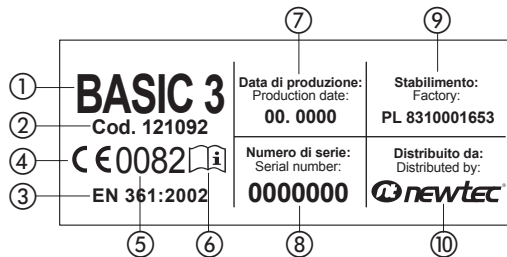 ⑦ ⑨
① BASIC 3
② Cod. 121092
④ CE0082
③ EN 361:2002
⑤ ⑥
Data di produzione:
Production date:
00. 0000
Numero di serie:
Serial number:
0000000
⑧
Stabilimento:
Factory:
PL 8310001653
Distribuito da:
Distributed by:
newtec
⑩